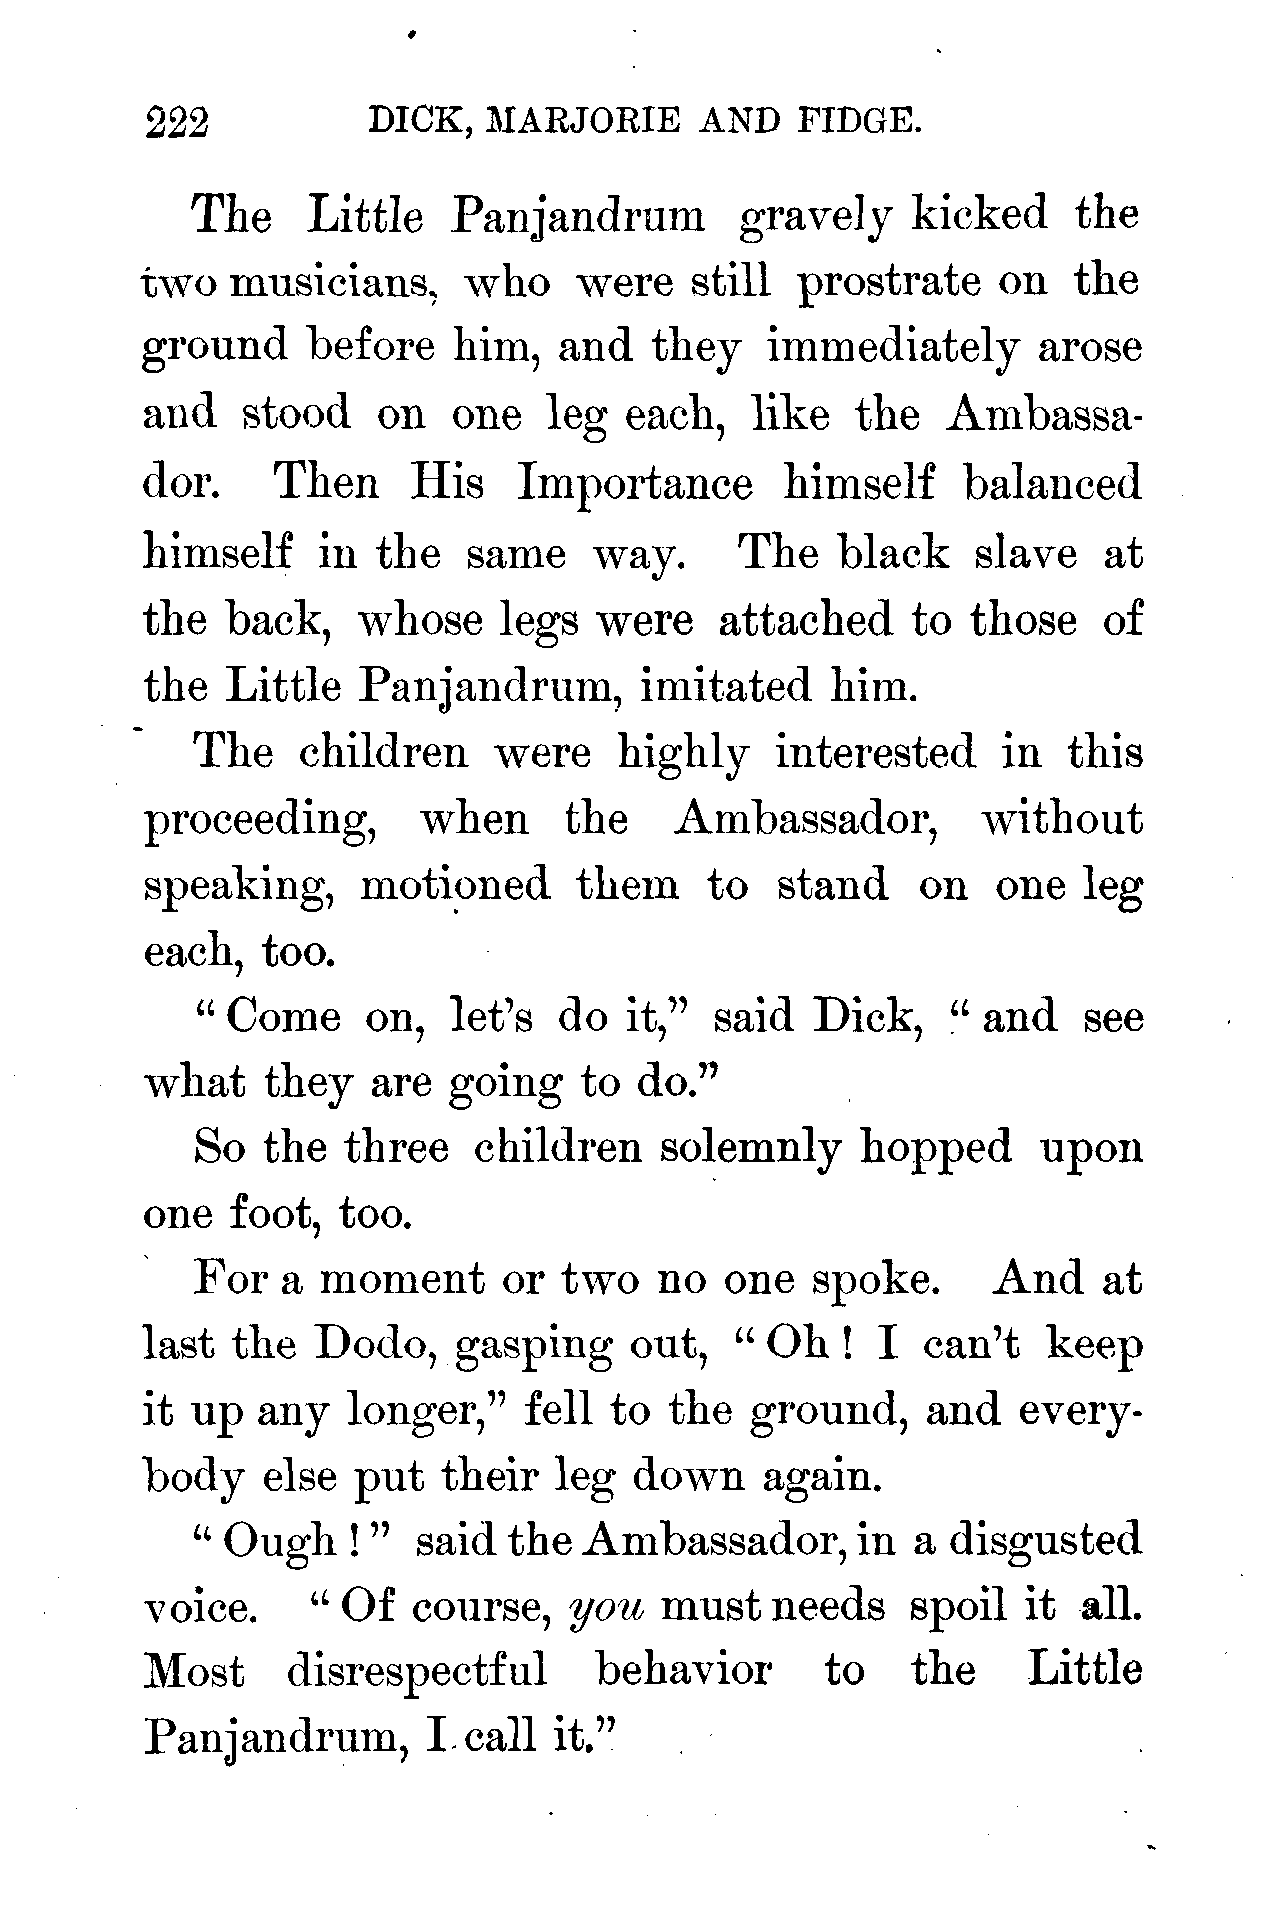 222 DICK, MARJORIE AND FIDGE.
The Little Panjandrum gravely kicked the
two musicians, who were still prostrate on the
ground before him, and they immediately arose
and stood on one leg each, like the Ambassa-
dor. Then His Importance himself balanced
himself in the same way. The black slave at
the back, whose legs were attached to those of
the Little Panjandrum, imitated him.
The children were highly interested in this
proceeding, when the Ambassador, without
speaking, motioned them to stand on one leg
each, too.
“ Come on, let’s do it,” said Dick, “ and see
what they are going to do.”
So the three children solemnly hopped upon
one foot, too.
For a moment or two no one spoke. And at
last the Dodo, gasping out, “ Oh ! I can’t keep
it up any longer,” fell to the ground, and every-
body else put their leg down again.
“ Ough ! ” said the Ambassador, in a disgusted
voice. “ Of course, you must needs spoil it all.
Most disrespectful behavior to the Little
Panjandrum, I call it.”